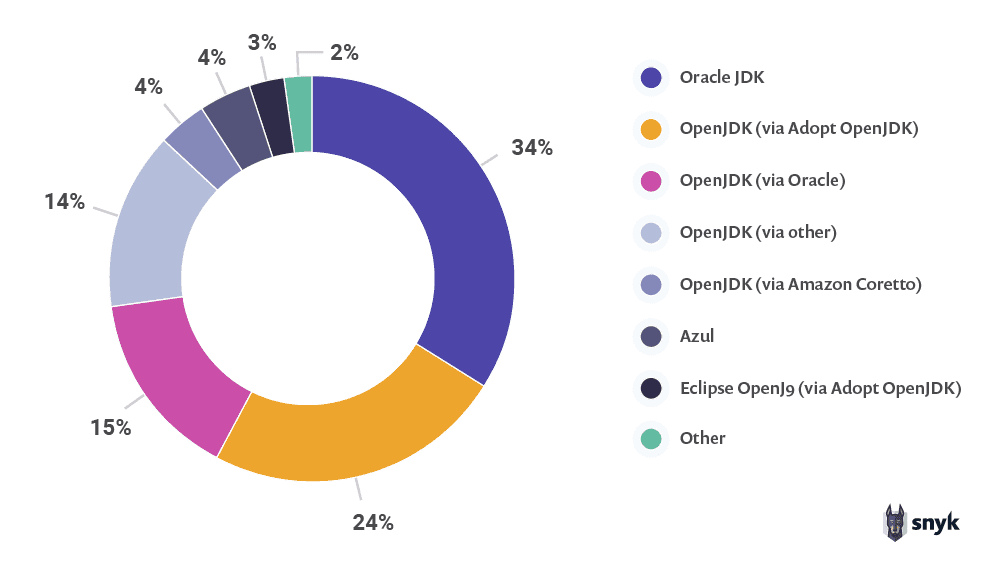 3%
2%
4%
4%
34%
14%
15%
24%
Oracle JDK
OpenJDK (via Adopt OpenJDK)
OpenJDK (via Oracle)
OpenJDK (via other)
OpenJDK (via Amazon Coretto)
Azul
Eclipse OpenJ9 (via Adopt OpenJDK)
Other
snyk